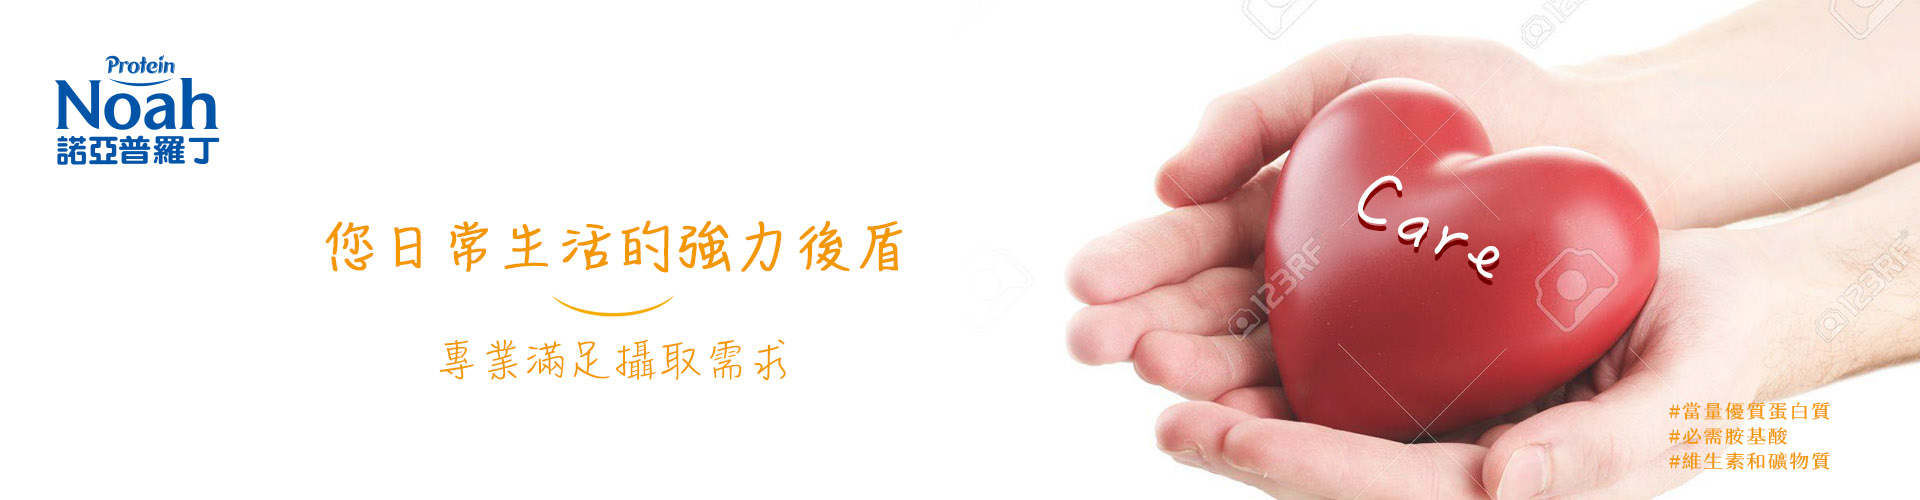 Protein
Noah
諾亞普羅丁
您日常生活的強力後盾
專業滿足攝取需求
Care
123RF
123RF
123RF
123RF®
#當量優質蛋白質
#必需胺基酸
#維生素和礦物質